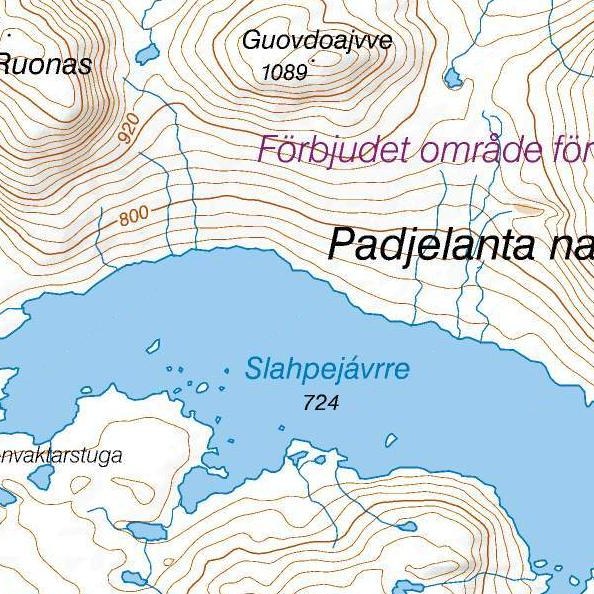 Guovdoajvve
Ruonas
1089
920
Förbjudet område för
800
Padjelanta na
Slahpejávrre
724
nvaktarstuga